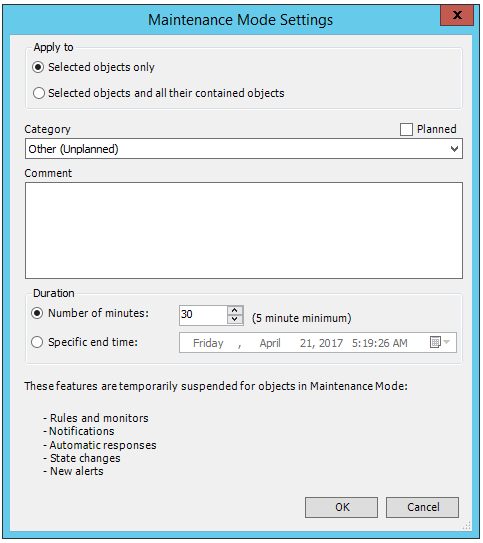 Maintenance Mode Settings
x
Apply to
Selected objects only
Selected objects and all their contained objects
Category
Planned
Other (Unplanned)
Comment
Duration
Number of minutes:
30
(5 minute minimum)
Specific end time:
Friday , April 21, 2017 5:19:26 AM
These features are temporarily suspended for objects in Maintenance Mode:
- Rules and monitors
- Notifications
- Automatic responses
- State changes
- New alerts
OK
Cancel